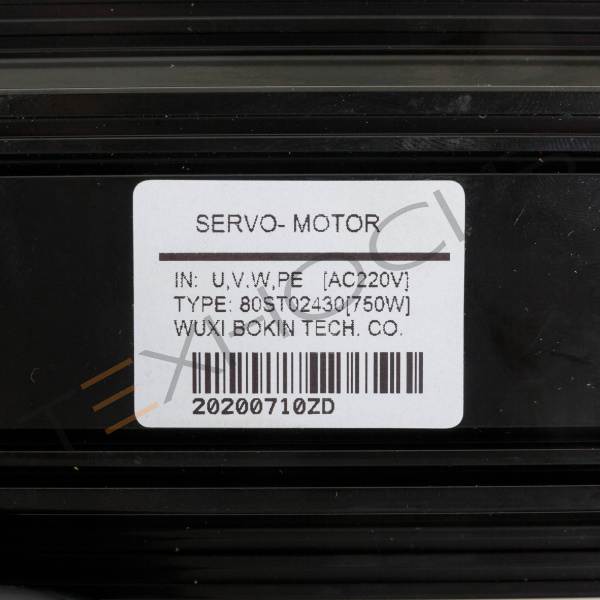 SERVO- MOTOR
IN: U,V.W,PE [AC220V]
TYPE: 80ST02430[750W]
WUXI BOKIN TECH. CO.
20200710ZD